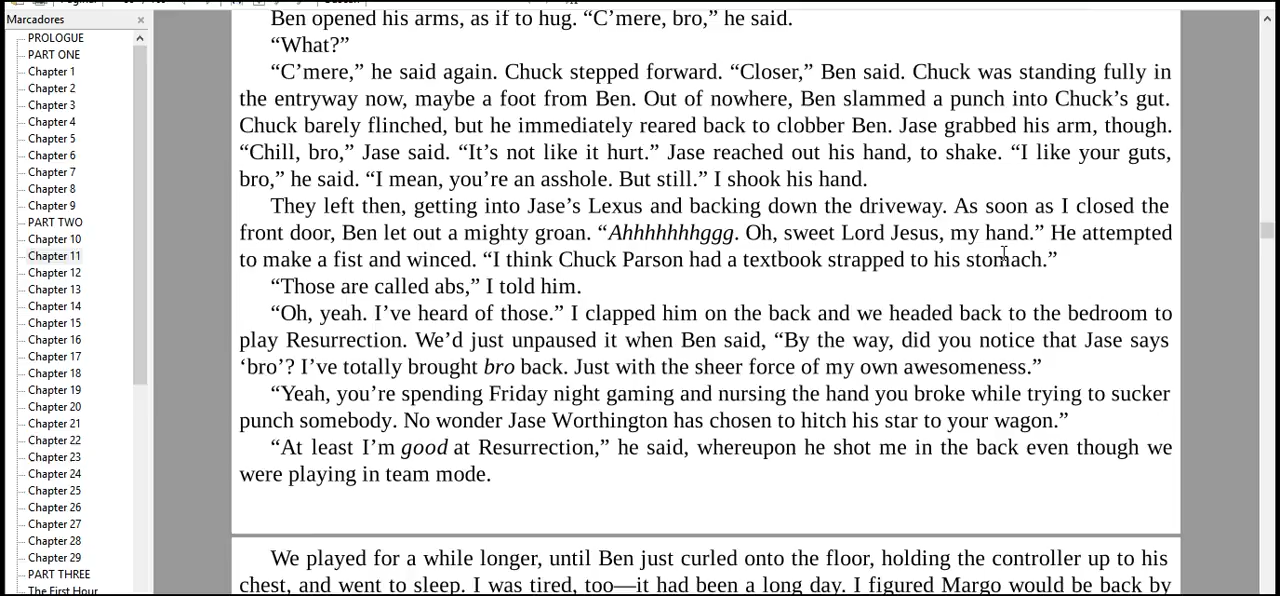 Marcadores
PROLOGUE
PART ONE
Chapter 1
Chapter 2
Chapter 3
Chapter 4
Chapter 5
Chapter 6
Chapter 7
Chapter 8
Chapter 9
PART TWO
Chapter 10
Chapter 11
Chapter 12
Chapter 13
Chapter 14
Chapter 15
Chapter 16
Chapter 17
Chapter 18
Chapter 19
Chapter 20
Chapter 21
Chapter 22
Chapter 23
Chapter 24
Chapter 25
Chapter 26
Chapter 27
Chapter 28
Chapter 29
PART THREE
The First Hour
Ben opened his arms, as if to hug. “C’mere, bro,” he said.
“What?”
“C’mere,” he said again. Chuck stepped forward. “Closer,” Ben said. Chuck was standing fully in
the entryway now, maybe a foot from Ben. Out of nowhere, Ben slammed a punch into Chuck’s gut.
Chuck barely flinched, but he immediately reared back to clobber Ben. Jase grabbed his arm, though.
“Chill, bro,” Jase said. “It’s not like it hurt.” Jase reached out his hand, to shake. “I like your guts,
bro,” he said. “I mean, you’re an asshole. But still.” I shook his hand.
They left then, getting into Jase’s Lexus and backing down the driveway. As soon as I closed the
front door, Ben let out a mighty groan. “Ahhhhhhhggg. Oh, sweet Lord Jesus, my hand.” He attempted
to make a fist and winced. “I think Chuck Parson had a textbook strapped to his stomach.”
“Those are called abs,” I told him.
“Oh, yeah. I’ve heard of those.” I clapped him on the back and we headed back to the bedroom to
play Resurrection. We’d just unpaused it when Ben said, “By the way, did you notice that Jase says
‘bro’? I’ve totally brought bro back. Just with the sheer force of my own awesomeness.”
“Yeah, you’re spending Friday night gaming and nursing the hand you broke while trying to sucker
punch somebody. No wonder Jase Worthington has chosen to hitch his star to your wagon.”
“At least I’m good at Resurrection,” he said, whereupon he shot me in the back even though we
were playing in team mode.
We played for a while longer, until Ben just curled onto the floor, holding the controller up to his
chest, and went to sleep. I was tired, too—it had been a long day. I figured Margo would be back by